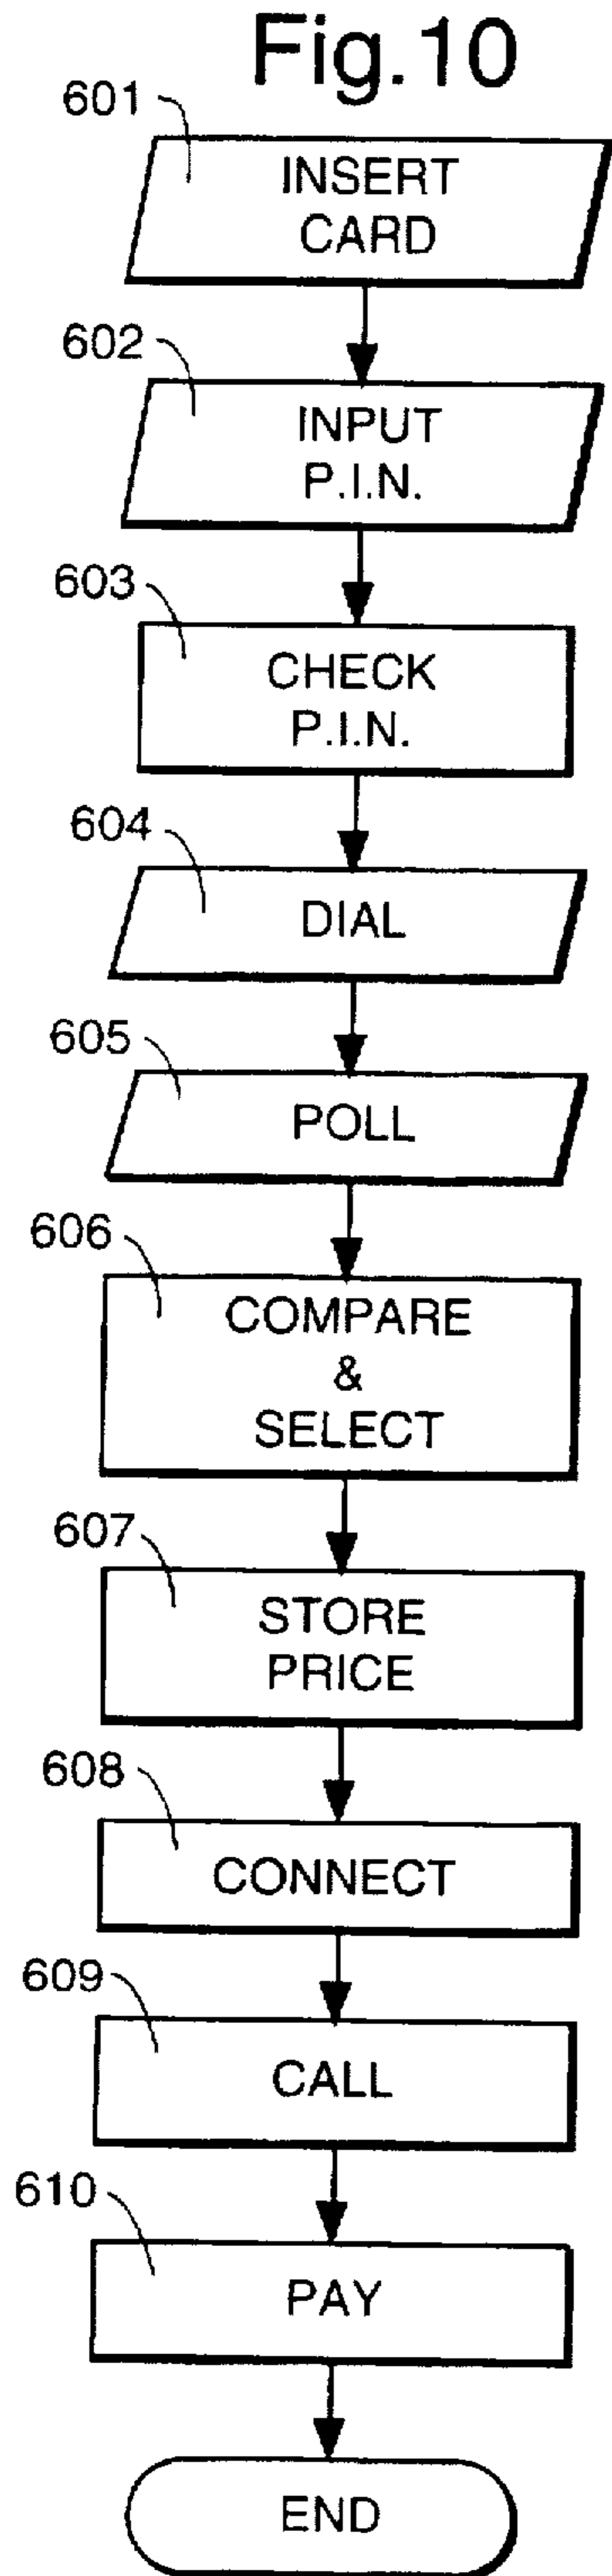 Fig.10
601
INSERT
CARD
602
INPUT
P.I.N.
603
CHECK
P.I.N.
604
DIAL
605
POLL
606
COMPARE
&
SELECT
607
STORE
PRICE
608
CONNECT
609
CALL
610
PAY
END